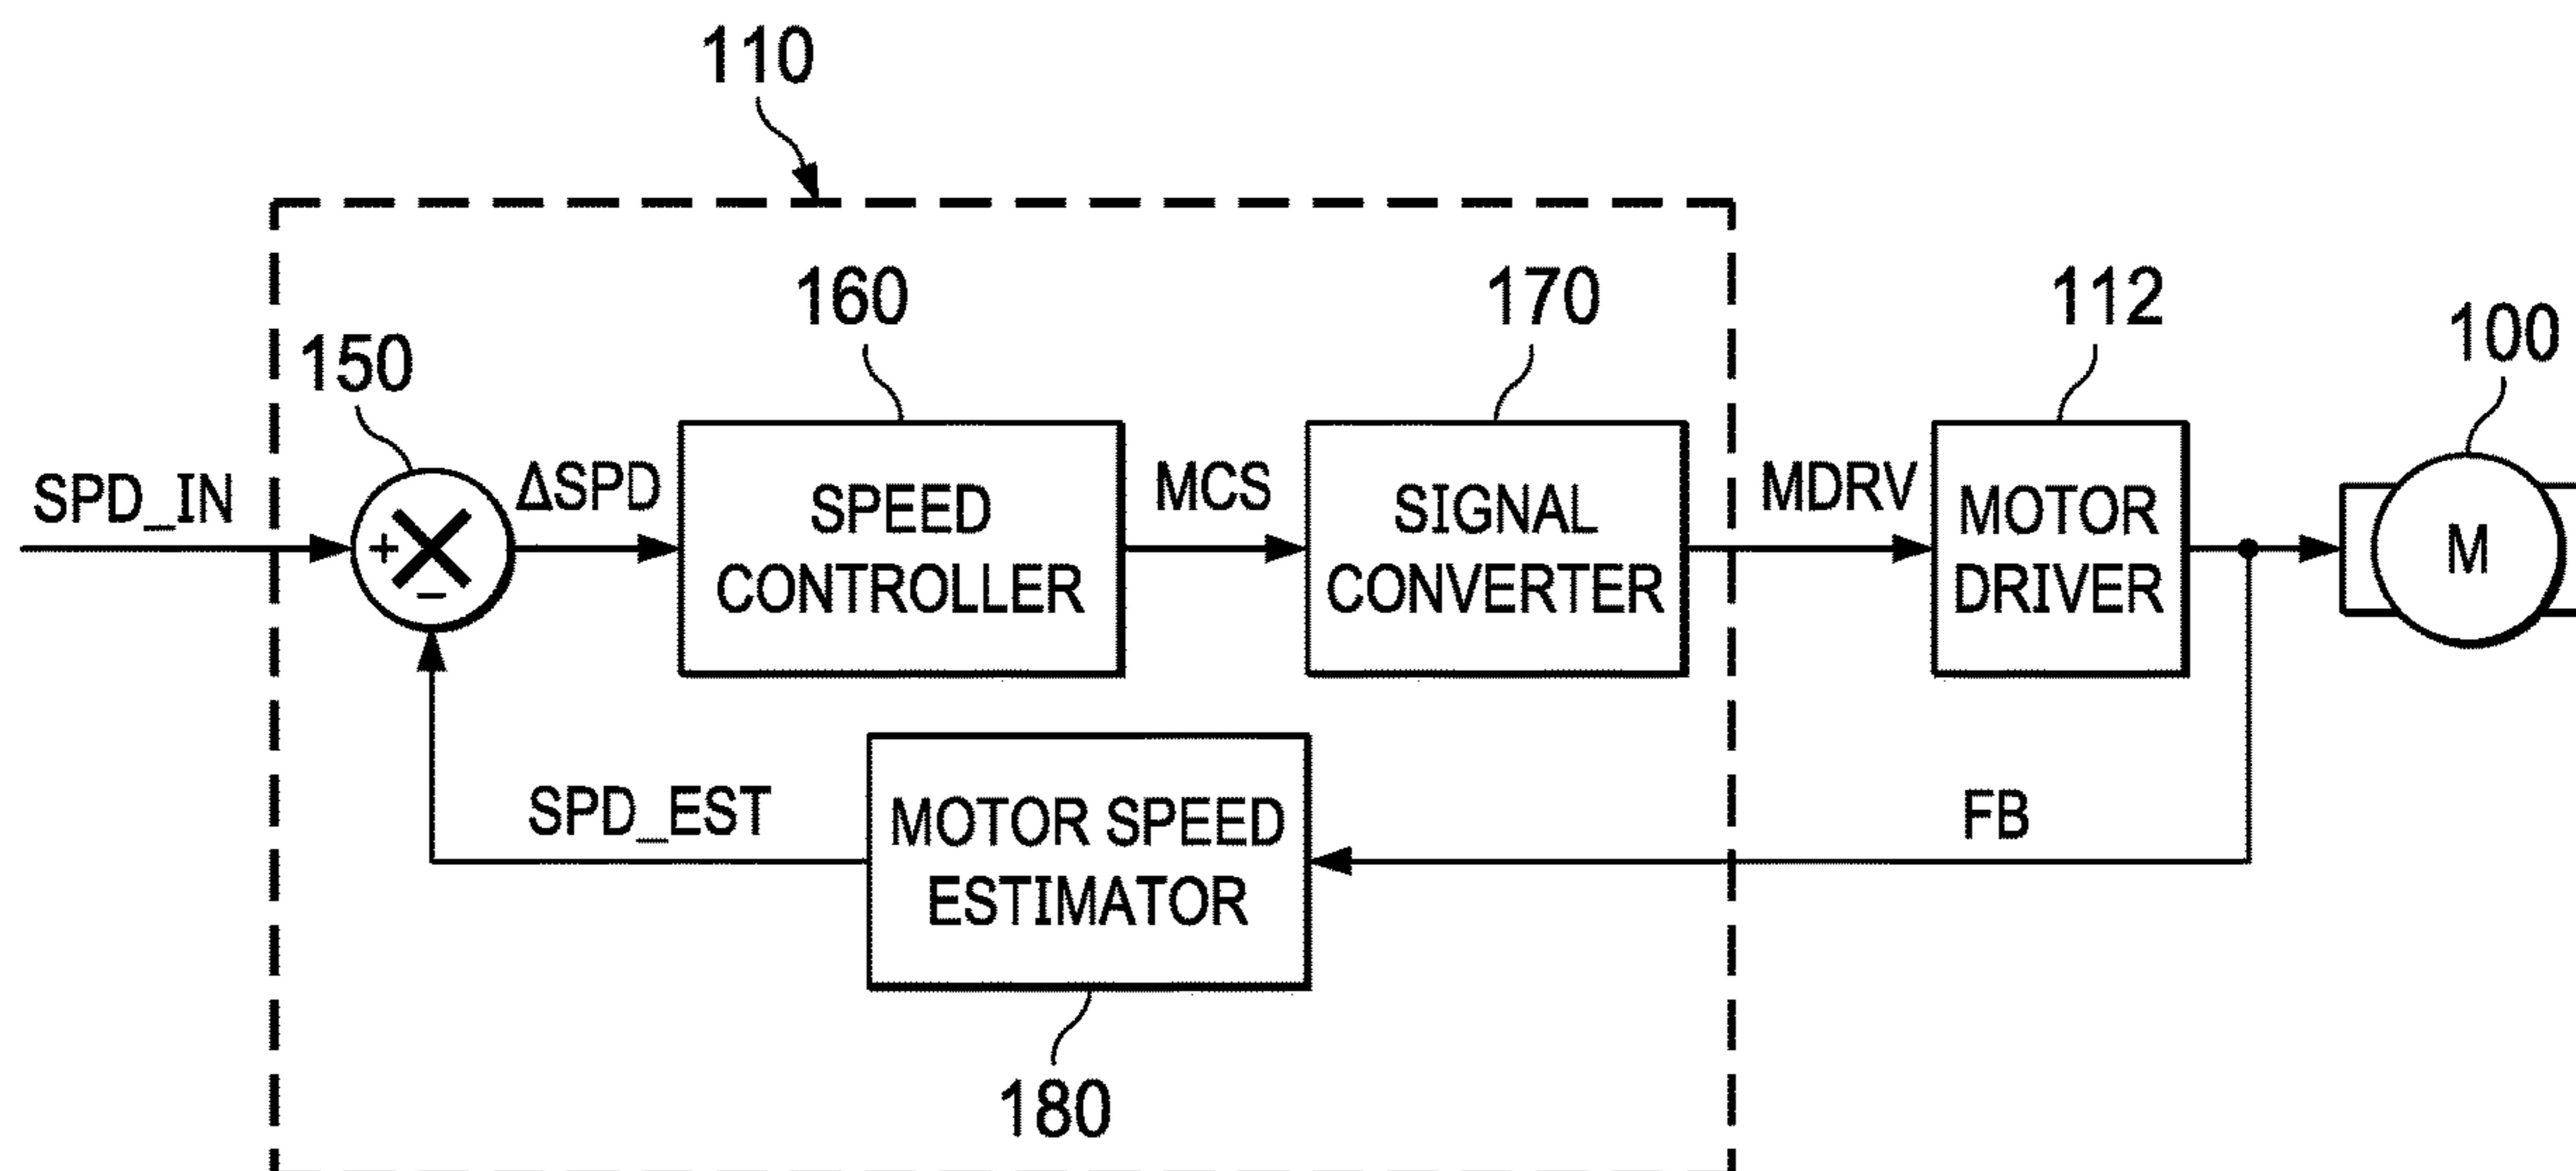 110
160
170
112
100
150
SPD_IN
ΔSPD
SPEED
CONTROLLER
MCS
SIGNAL
CONVERTER
MDRV
MOTOR
DRIVER
M
+
−
SPD_EST
MOTOR SPEED
ESTIMATOR
FB
180